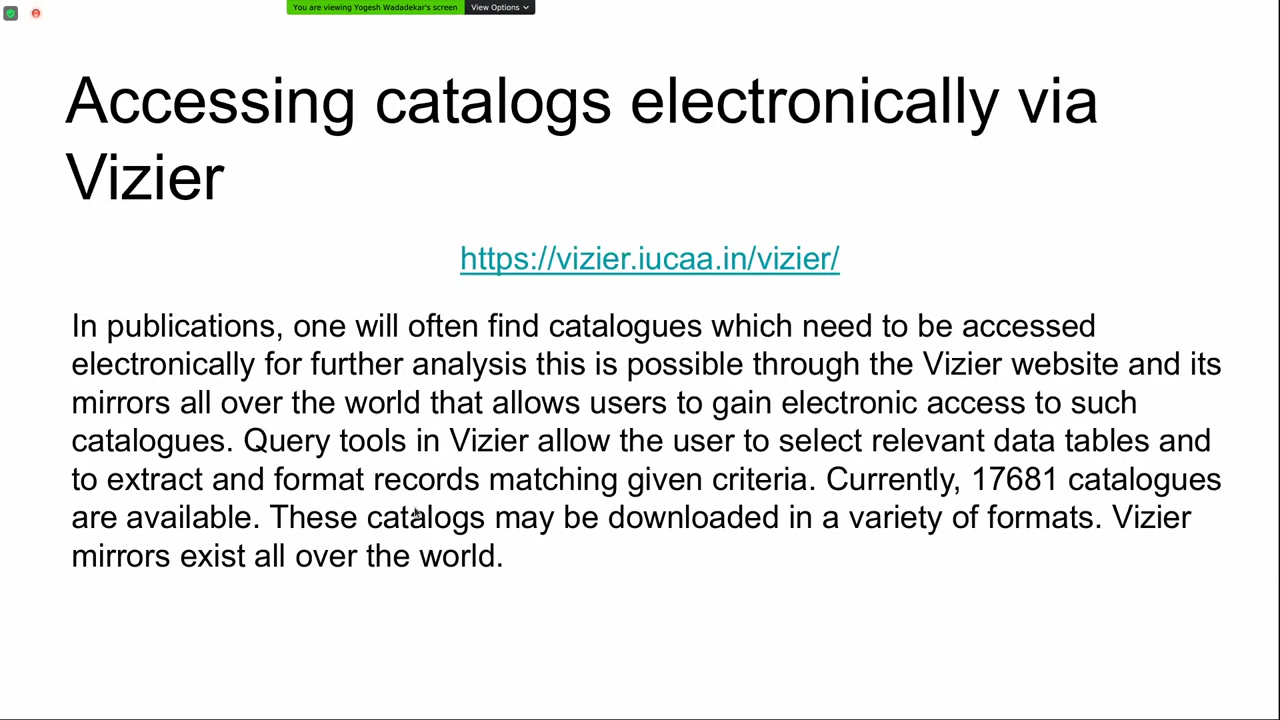 You are viewing Yogesh Wadadekar's screen View Options
Accessing catalogs electronically via
Vizier
https://vizier.iucaa.in/vizier/
In publications, one will often find catalogues which need to be accessed
electronically for further analysis this is possible through the Vizier website and its
mirrors all over the world that allows users to gain electronic access to such
catalogues. Query tools in Vizier allow the user to select relevant data tables and
to extract and format records matching given criteria. Currently, 17681 catalogues
are available. These catalogs may be downloaded in a variety of formats. Vizier
mirrors exist all over the world.